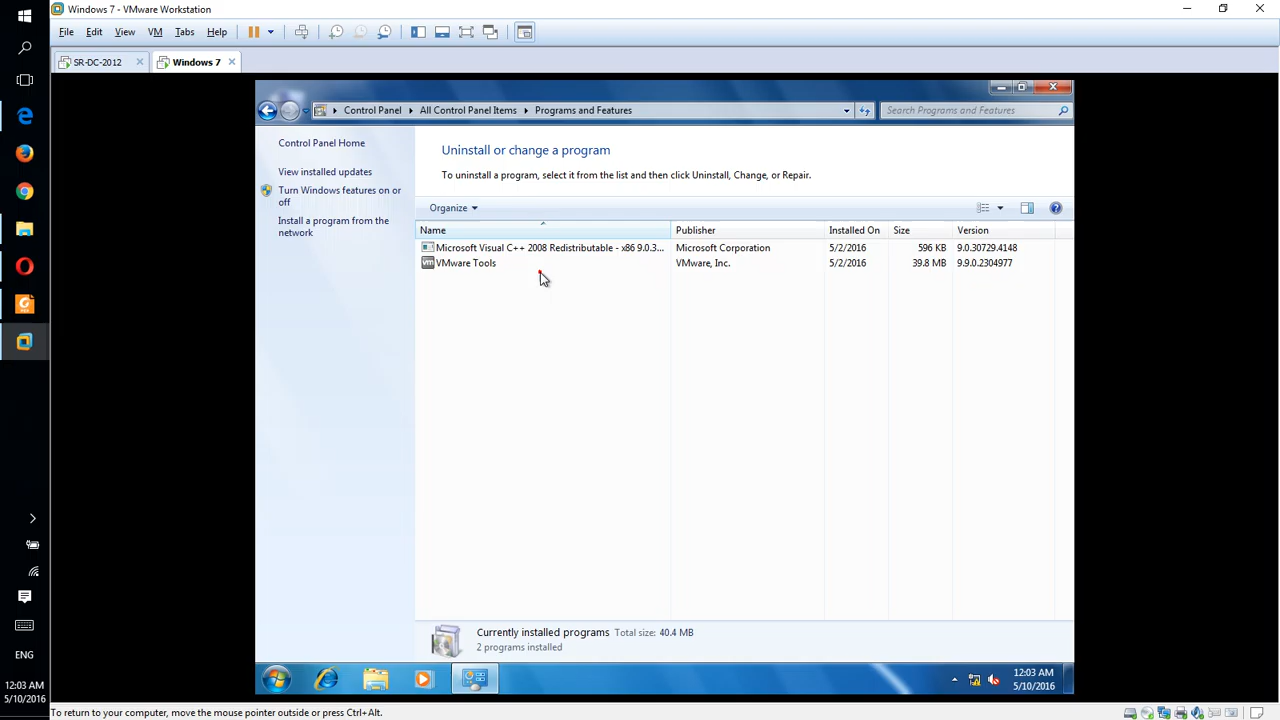 Windows 7 - VMware Workstation
File Edit View VM Tabs Help
SR-DC-2012
Windows 7
Control Panel All Control Panel Items Programs and Features
Search Programs and Features
Control Panel Home
View installed updates
Turn Windows features on or
off
Install a program from the
network
Uninstall or change a program
To uninstall a program, select it from the list and then click Uninstall, Change, or Repair.
Organize
Name Publisher Installed On Size Version
Microsoft Visual C++ 2008 Redistributable - x86 9.0.3... Microsoft Corporation 5/2/2016 596 KB 9.0.30729.4148
vm VMware Tools VMware, Inc. 5/2/2016 39.8 MB 9.9.0.2304977
Currently installed programs Total size: 40.4 MB
2 programs installed
12:03 AM
5/10/2016
ENG
12:03 AM
5/10/2016
To return to your computer, move the mouse pointer outside or press Ctrl+Alt.